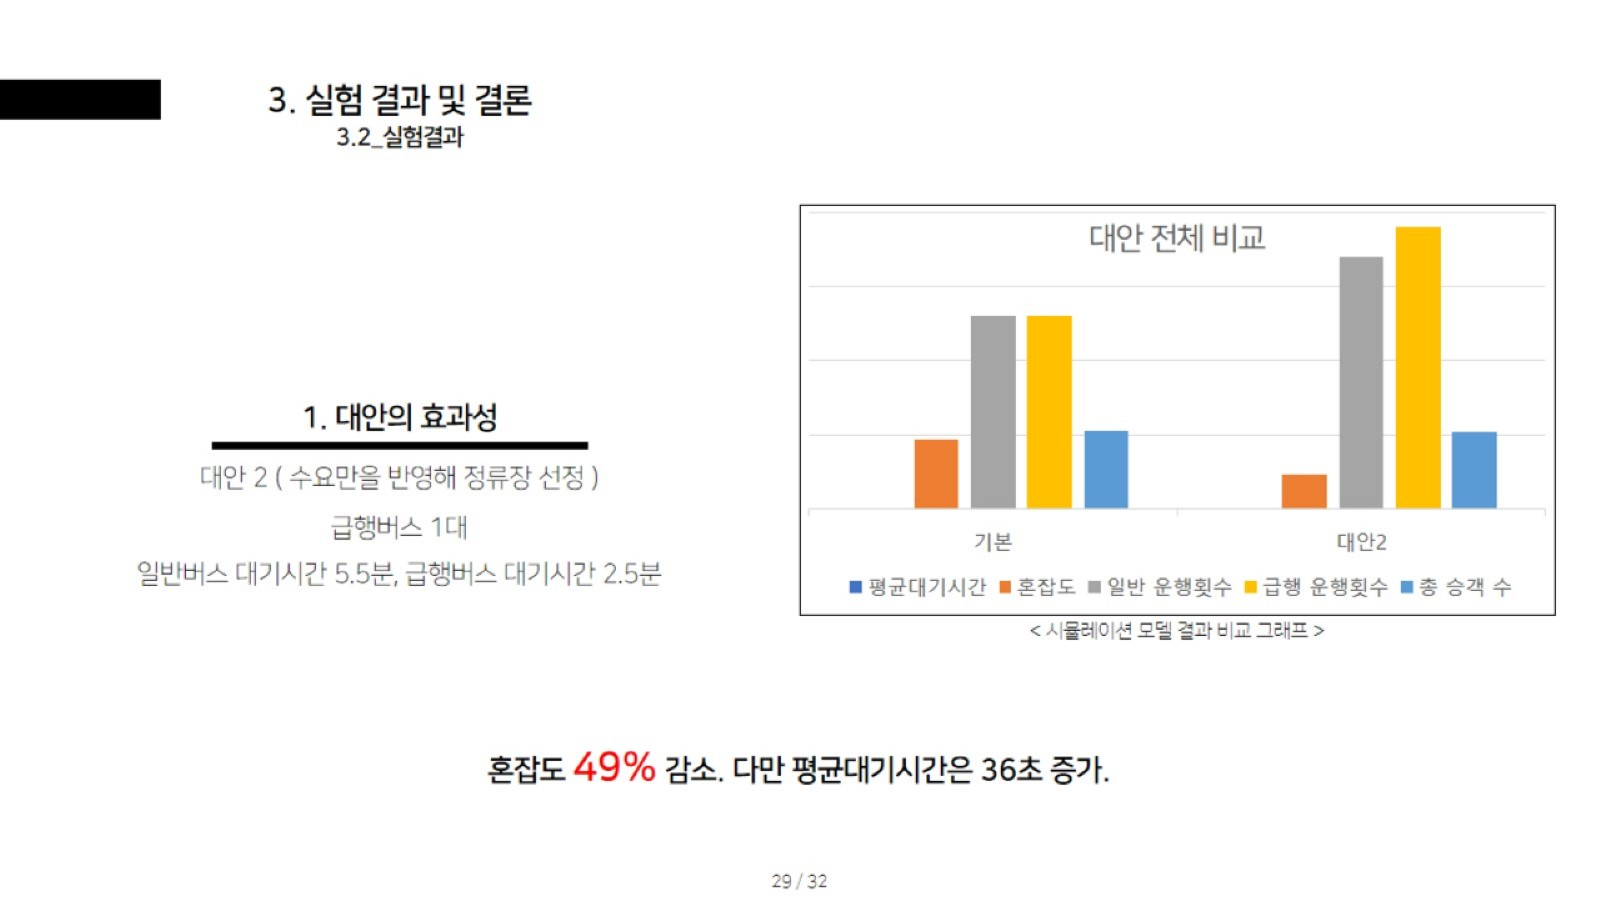 3. 실험 결과 및 결론
3.2_실험결과
1. 대안의 효과성
대안 2 ( 수요만을 반영해 정류장 선정 )
급행버스 1대
일반버스 대기시간 5.5분, 급행버스 대기시간 2.5분
대안 전체 비교
기본 대안2
평균대기시간 혼잡도 일반 운행횟수 급행 운행횟수 총 승객 수
< 시뮬레이션 모델 결과 비교 그래프 >
혼잡도 49% 감소. 다만 평균대기시간은 36초 증가.
29 / 32